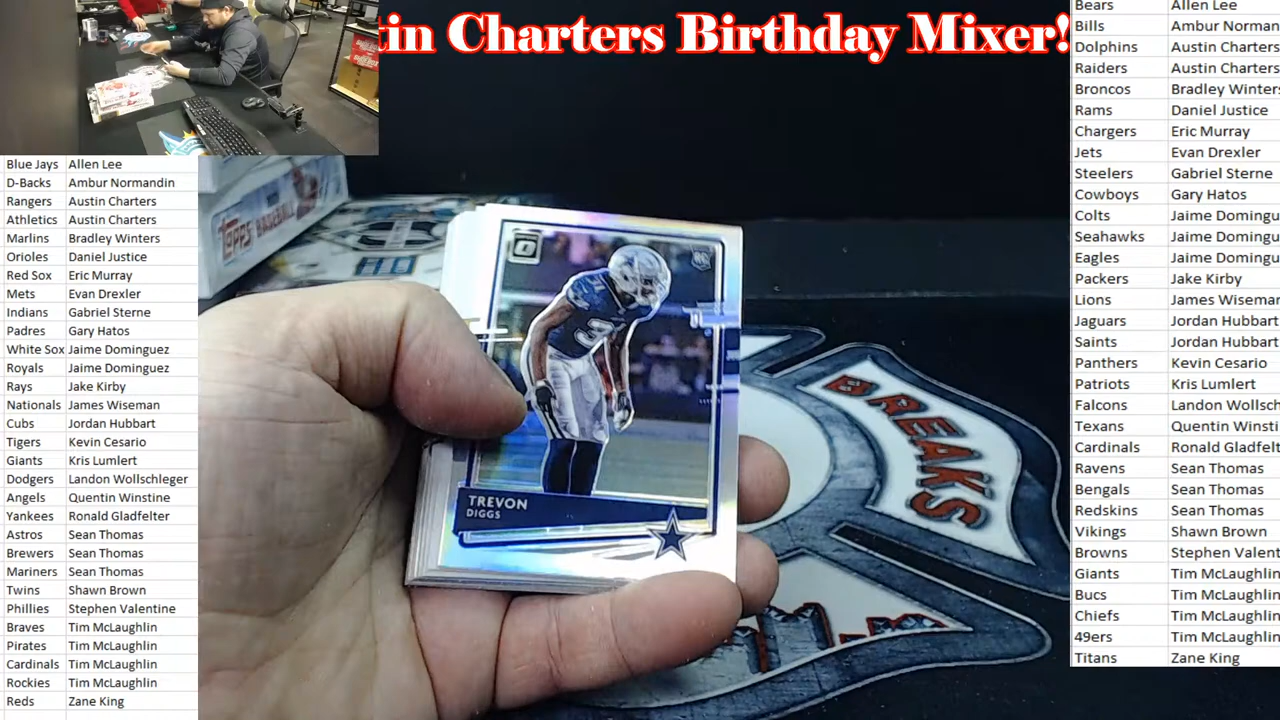 tin Charters Birthday Mixer!
Blue Jays Allen Lee
D-Backs Ambur Normandin
Rangers Austin Charters
Athletics Austin Charters
Marlins Bradley Winters
Orioles Daniel Justice
Red Sox Eric Murray
Mets Evan Drexler
Indians Gabriel Sterne
Padres Gary Hatos
White Sox Jaime Dominguez
Royals Jaime Dominguez
Rays Jake Kirby
Nationals James Wiseman
Cubs Jordan Hubbart
Tigers Kevin Cesario
Giants Kris Lumlert
Dodgers Landon Wollschleger
Angels Quentin Winstine
Yankees Ronald Gladfelter
Astros Sean Thomas
Brewers Sean Thomas
Mariners Sean Thomas
Twins Shawn Brown
Phillies Stephen Valentine
Braves Tim McLaughlin
Pirates Tim McLaughlin
Cardinals Tim McLaughlin
Rockies Tim McLaughlin
Reds Zane King
TOPPS BASEBALL
31
TREVON
DIGGS
BREAKS
Bears Allen Lee
Bills Ambur Norman
Dolphins Austin Charters
Raiders Austin Charters
Broncos Bradley Winters
Rams Daniel Justice
Chargers Eric Murray
Jets Evan Drexler
Steelers Gabriel Sterne
Cowboys Gary Hatos
Colts Jaime Domingu
Seahawks Jaime Domingu
Eagles Jaime Domingu
Packers Jake Kirby
Lions James Wiseman
Jaguars Jordan Hubbart
Saints Jordan Hubbart
Panthers Kevin Cesario
Patriots Kris Lumlert
Falcons Landon Wollsch
Texans Quentin Winsti
Cardinals Ronald Gladfelt
Ravens Sean Thomas
Bengals Sean Thomas
Redskins Sean Thomas
Vikings Shawn Brown
Browns Stephen Valent
Giants Tim McLaughlin
Bucs Tim McLaughlin
Chiefs Tim McLaughlin
49ers Tim McLaughlin
Titans Zane King